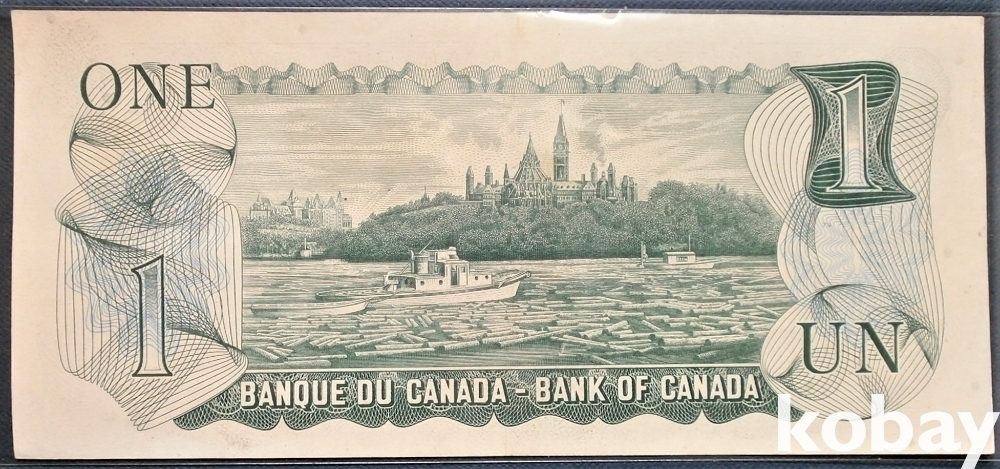 ONE
1
1
UN
BANQUE DU CANADA - BANK OF CANADA
kobay